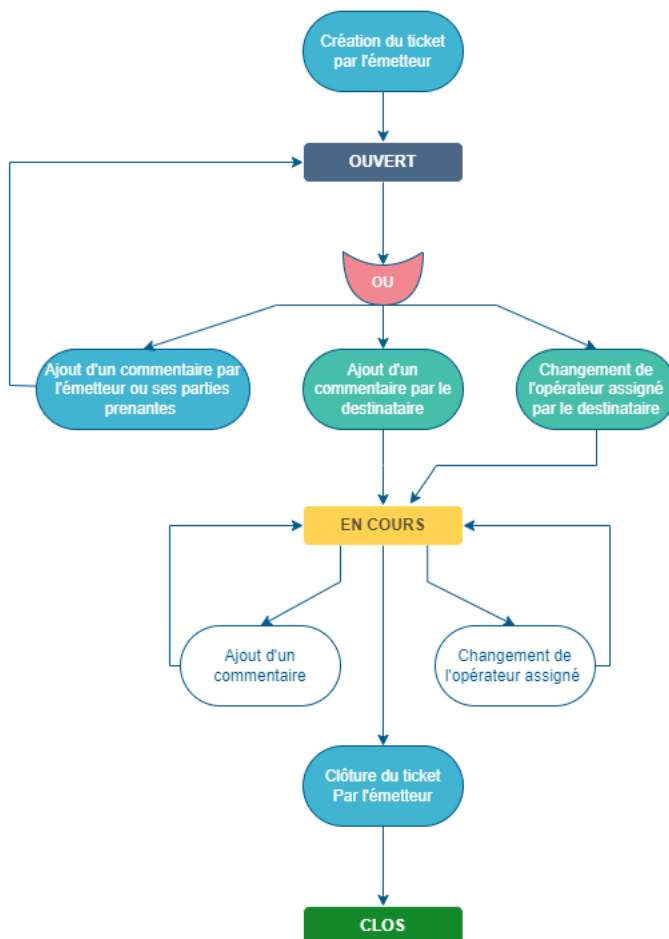 Création du ticket
par l'émetteur
OUVERT
OU
Ajout d'un commentaire par
l'émetteur ou ses parties
prenantes
Ajout d'un
commentaire par le
destinataire
Changement de
l'opérateur assigné
par le destinataire
EN COURS
Ajout d'un
commentaire
Changement de
l'opérateur assigné
Clôture du ticket
Par l'émetteur
CLOS